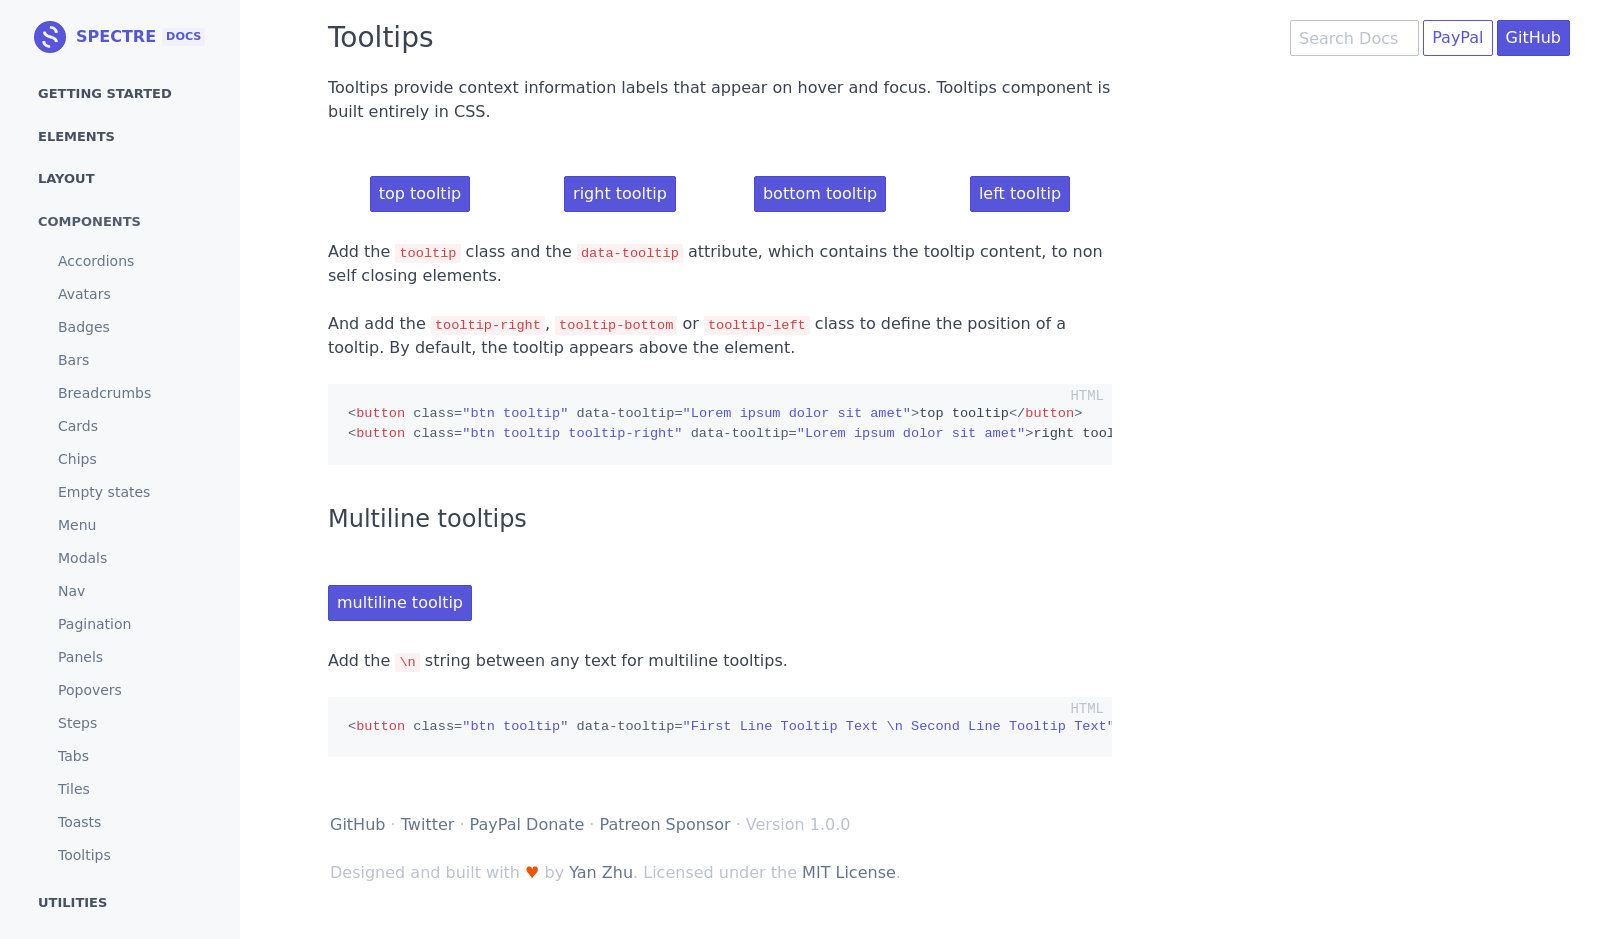 SPECTRE DOCS
GETTING STARTED
ELEMENTS
LAYOUT
COMPONENTS
Accordions
Avatars
Badges
Bars
Breadcrumbs
Cards
Chips
Empty states
Menu
Modals
Nav
Pagination
Panels
Popovers
Steps
Tabs
Tiles
Toasts
Tooltips
UTILITIES
Search Docs PayPal GitHub
Tooltips
Tooltips provide context information labels that appear on hover and focus. Tooltips component is
built entirely in CSS.
top tooltip right tooltip bottom tooltip left tooltip
Add the tooltip class and the data-tooltip attribute, which contains the tooltip content, to non
self closing elements.
And add the tooltip-right, tooltip-bottom or tooltip-left class to define the position of a
tooltip. By default, the tooltip appears above the element.
HTML
<button class="btn tooltip" data-tooltip="Lorem ipsum dolor sit amet">top tooltip</button>
<button class="btn tooltip tooltip-right" data-tooltip="Lorem ipsum dolor sit amet">right tool
Multiline tooltips
multiline tooltip
Add the \n string between any text for multiline tooltips.
HTML
<button class="btn tooltip" data-tooltip="First Line Tooltip Text \n Second Line Tooltip Text"
GitHub · Twitter · PayPal Donate · Patreon Sponsor · Version 1.0.0
Designed and built with ♥ by Yan Zhu. Licensed under the MIT License.